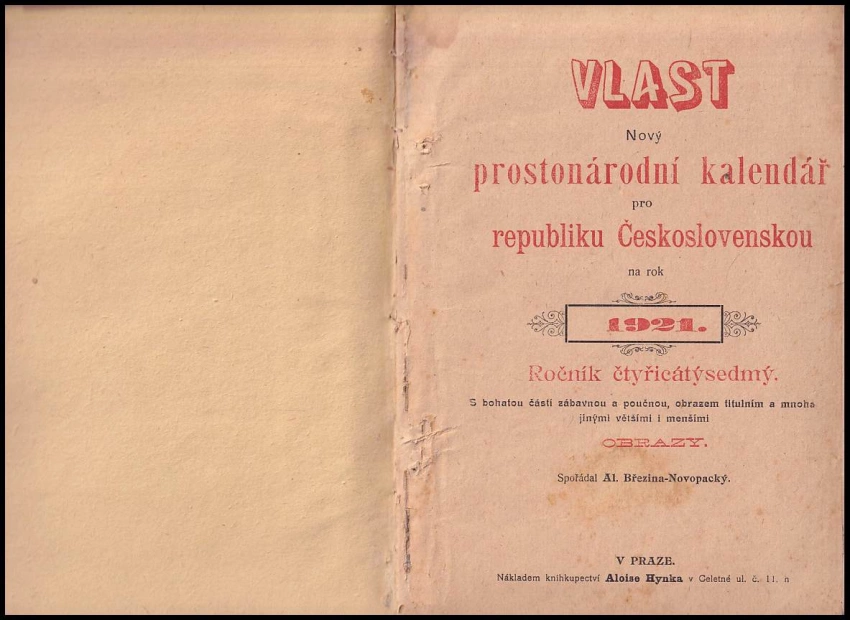 VLAST
Nový
prostonárodní kalendář
pro
republiku Československou
na rok
1921.
Ročník čtyřicátýsedmý.
S bohatou částí zábavnou a poučnou, obrazem titulním a mnoha
jinými většími i menšími
OBRAZY.
Spořádal Al. Březina-Novopacký.
V PRAZE.
Nákladem knihkupectví Aloise Hynka v Celetné ul. č. 11. n